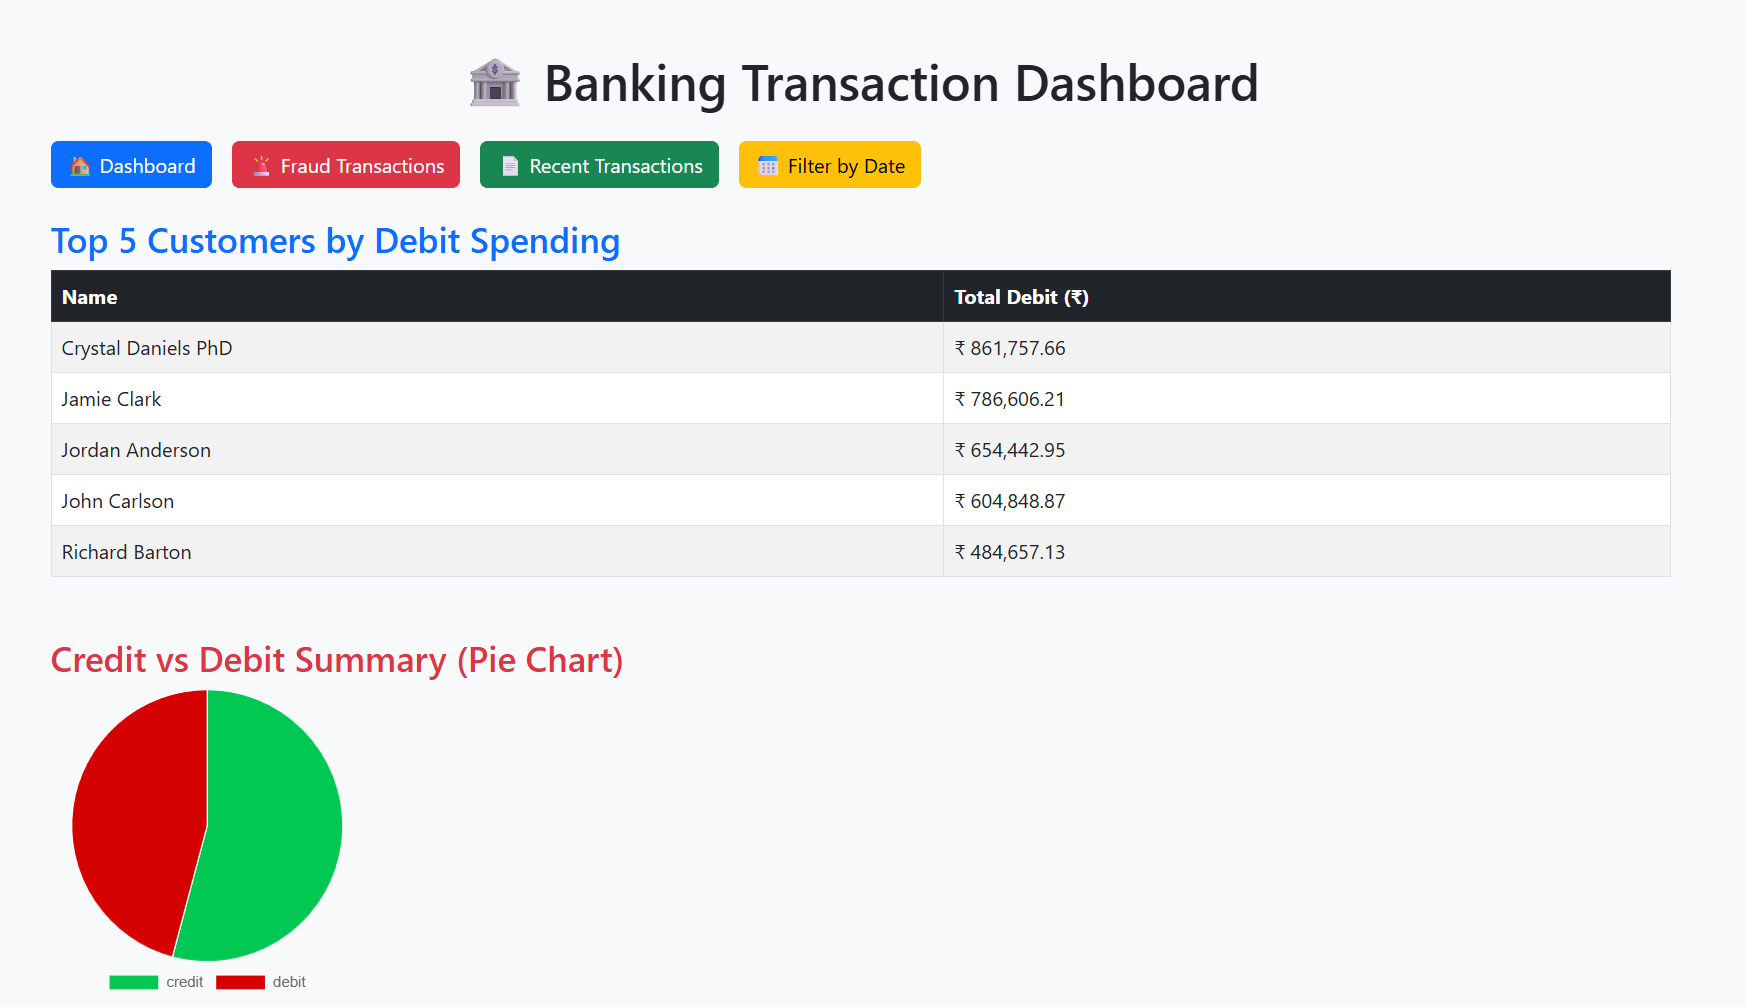 Banking Transaction Dashboard
Dashboard Fraud Transactions Recent Transactions Filter by Date
Top 5 Customers by Debit Spending
Name Total Debit (₹)
Crystal Daniels PhD ₹ 861,757.66
Jamie Clark ₹ 786,606.21
Jordan Anderson ₹ 654,442.95
John Carlson ₹ 604,848.87
Richard Barton ₹ 484,657.13
Credit vs Debit Summary (Pie Chart)
credit debit